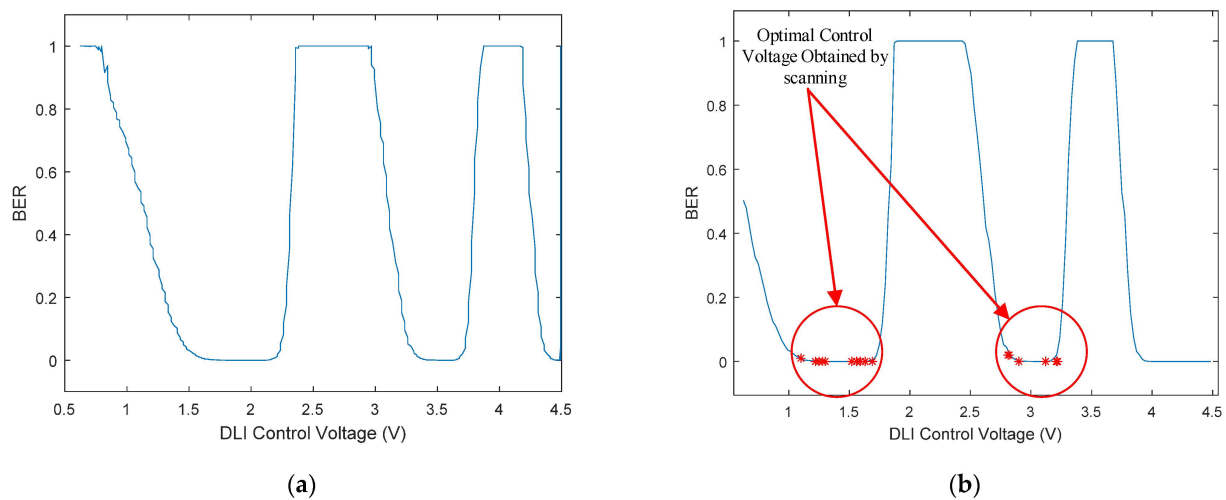 1
0.8
0.6
0.4
0.2
0
BER
0.5 1 1.5 2 2.5 3 3.5 4 4.5
DLI Control Voltage (V)
(a)
Optimal Control
Voltage Obtained by
scanning
1
0.8
0.6
0.4
0.2
0
BER
1 1.5 2 2.5 3 3.5 4 4.5
DLI Control Voltage (V)
(b)